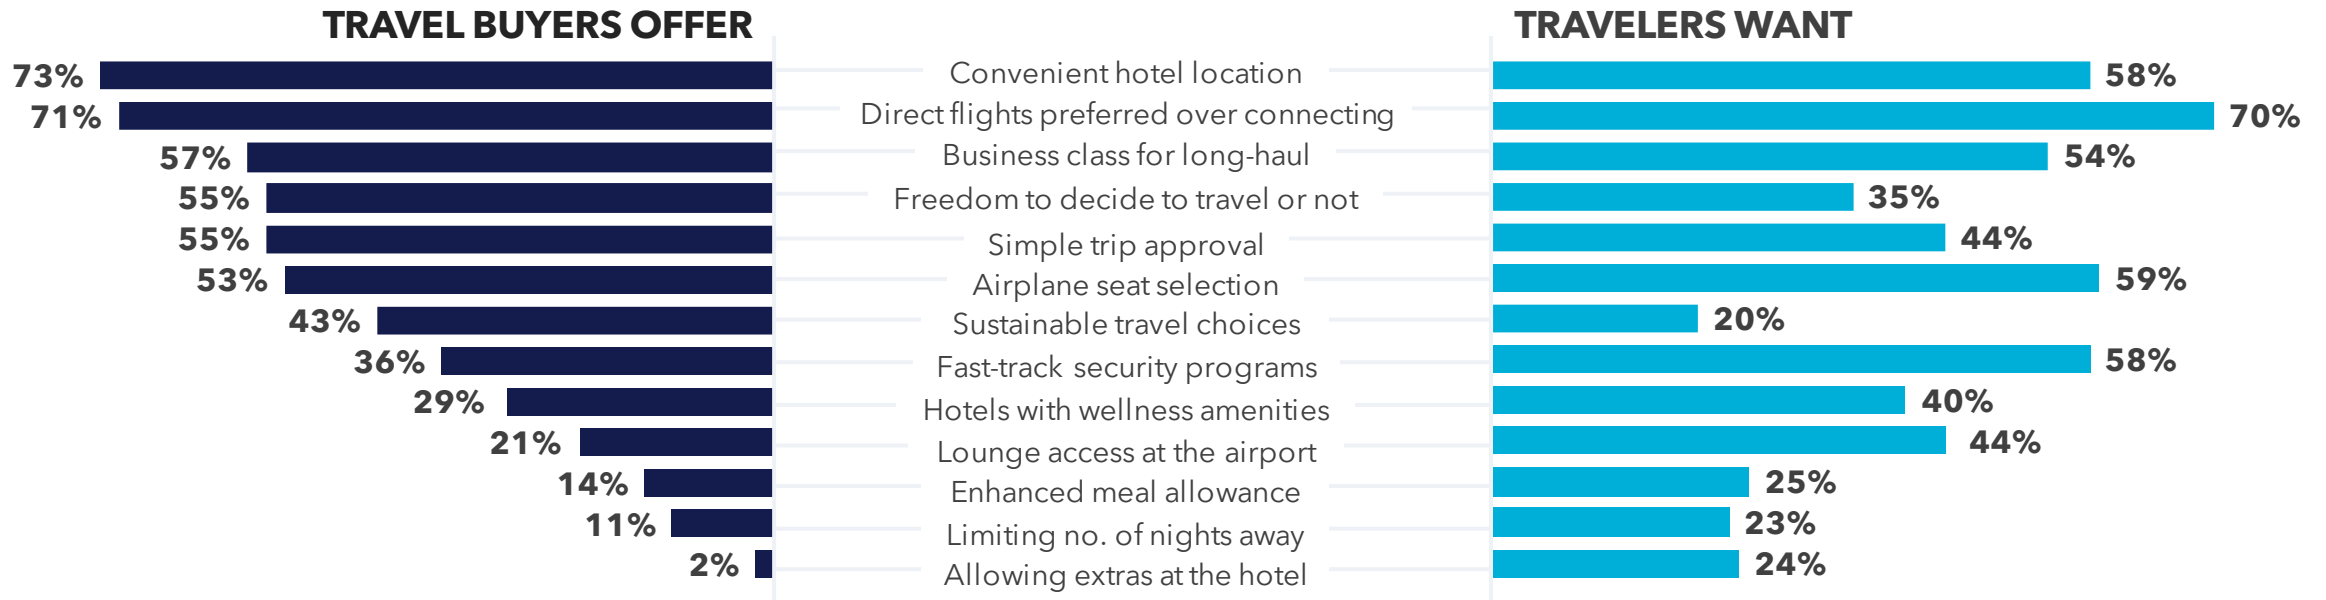 TRAVEL BUYERS OFFER TRAVELERS WANT
73% Convenient hotel location 58%
71% Direct flights preferred over connecting 70%
57% Business class for long-haul 54%
55% Freedom to decide to travel or not 35%
55% Simple trip approval 44%
53% Airplane seat selection 59%
43% Sustainable travel choices 20%
36% Fast-track security programs 58%
29% Hotels with wellness amenities 40%
21% Lounge access at the airport 44%
14% Enhanced meal allowance 25%
11% Limiting no. of nights away 23%
2% Allowing extras at the hotel 24%